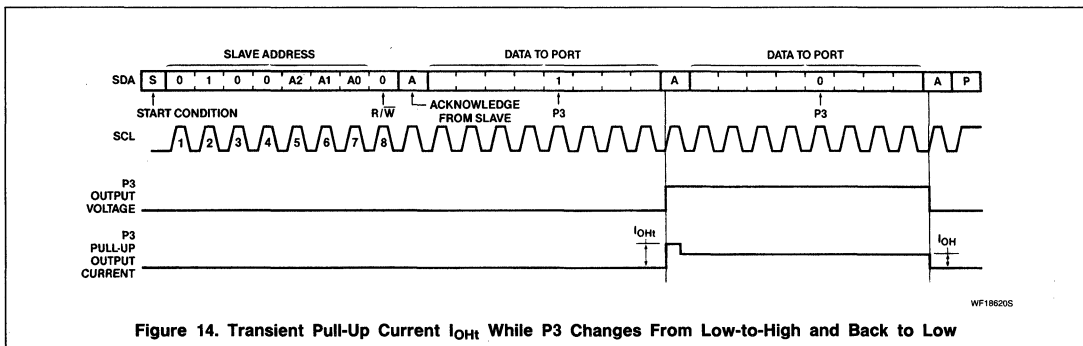 SLAVE ADDRESS DATA TO PORT DATA TO PORT
SDA S 0 1 0 0 A2 A1 A0 0 A 1 A 0 A P
START CONDITION R/W ACKNOWLEDGE FROM SLAVE P3 P3
SCL 1 2 3 4 5 6 7 8
P3
OUTPUT
VOLTAGE
P3
PULL-UP
OUTPUT
CURRENT
IOHt
IOH
WF18620S
Figure 14. Transient Pull-Up Current IOHt While P3 Changes From Low-to-High and Back to Low